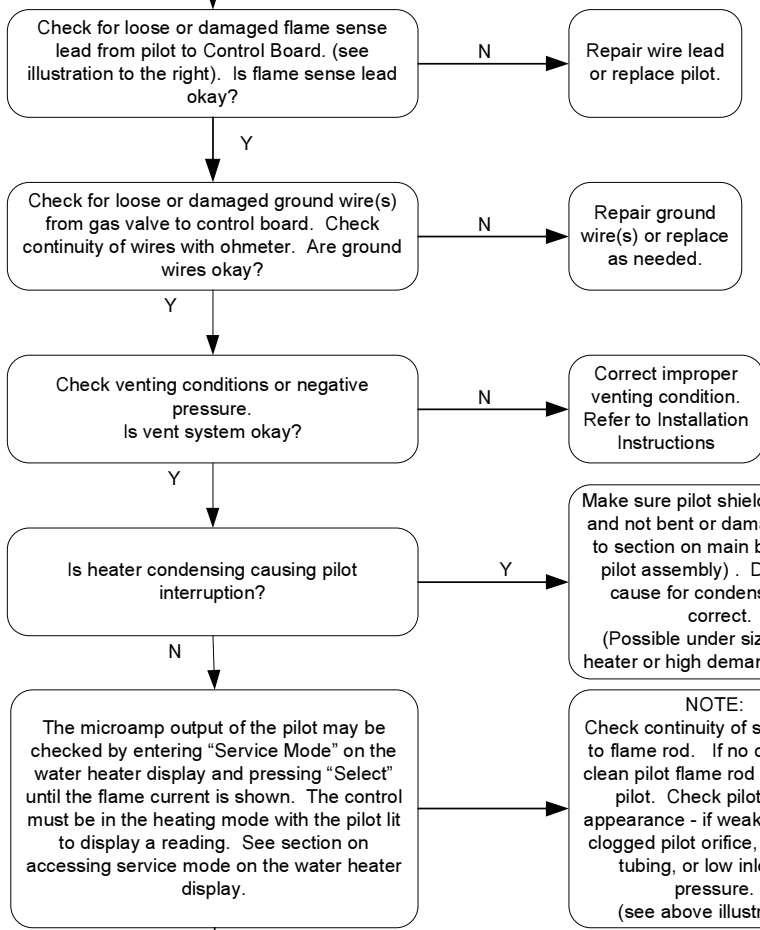 Check for loose or damaged flame sense
lead from pilot to Control Board. (see
illustration to the right). Is flame sense lead
okay?
N
Repair wire lead
or replace pilot.
Y
Check for loose or damaged ground wire(s)
from gas valve to control board. Check
continuity of wires with ohmeter. Are ground
wires okay?
N
Repair ground
wire(s) or replace
as needed.
Y
Check venting conditions or negative
pressure.
Is vent system okay?
N
Correct improper
venting condition.
Refer to Installation
Instructions
Y
Is heater condensing causing pilot
interruption?
Y
Make sure pilot shield
and not bent or dama
to section on main b
pilot assembly) . D
cause for condens
correct.
(Possible under siz
heater or high deman
N
The microamp output of the pilot may be
checked by entering “Service Mode” on the
water heater display and pressing “Select”
until the flame current is shown. The control
must be in the heating mode with the pilot lit
to display a reading. See section on
accessing service mode on the water heater
display.
NOTE:
Check continuity of s
to flame rod. If no c
clean pilot flame rod
pilot. Check pilot
appearance - if weak
clogged pilot orifice,
tubing, or low inle
pressure.
(see above illustr